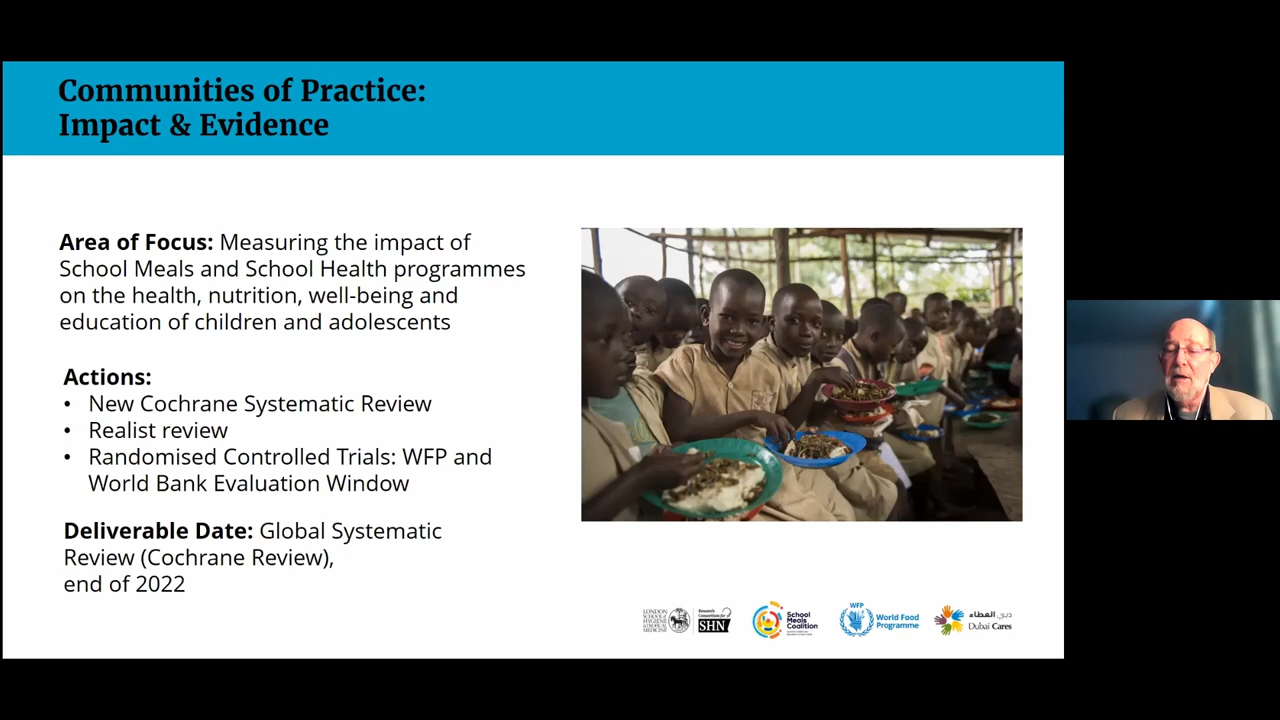 Communities of Practice:
Impact & Evidence
Area of Focus: Measuring the impact of
School Meals and School Health programmes
on the health, nutrition, well-being and
education of children and adolescents
Actions:
• New Cochrane Systematic Review
• Realist review
• Randomised Controlled Trials: WFP and
World Bank Evaluation Window
Deliverable Date: Global Systematic
Review (Cochrane Review),
end of 2022
LONDON
SCHOOL of
HYGIENE
& TROPICAL
MEDICINE
Research
Consortium for
SHN
School
Meals
Coalition
WFP
World Food
Programme
دبي العطاء
Dubai Cares